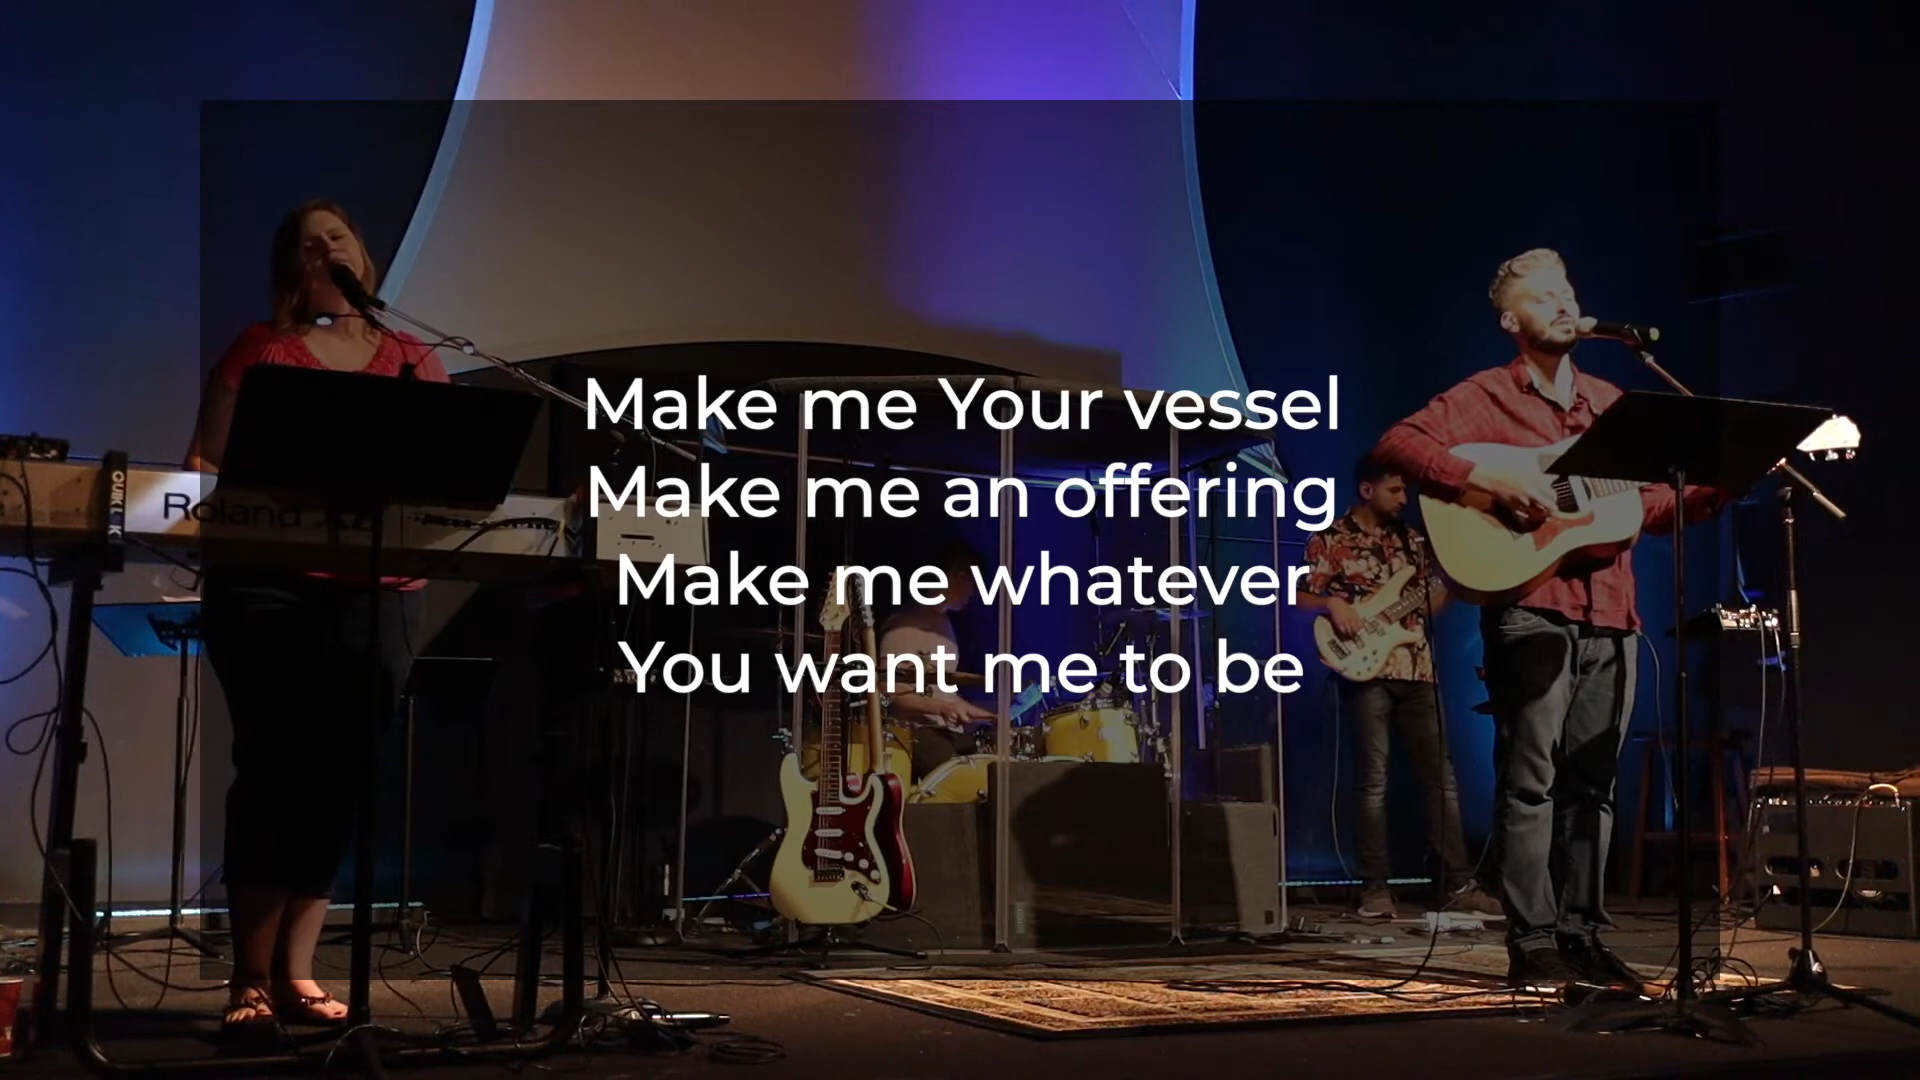 Make me Your vessel
Make me an offering
Make me whatever
You want me to be
Roland